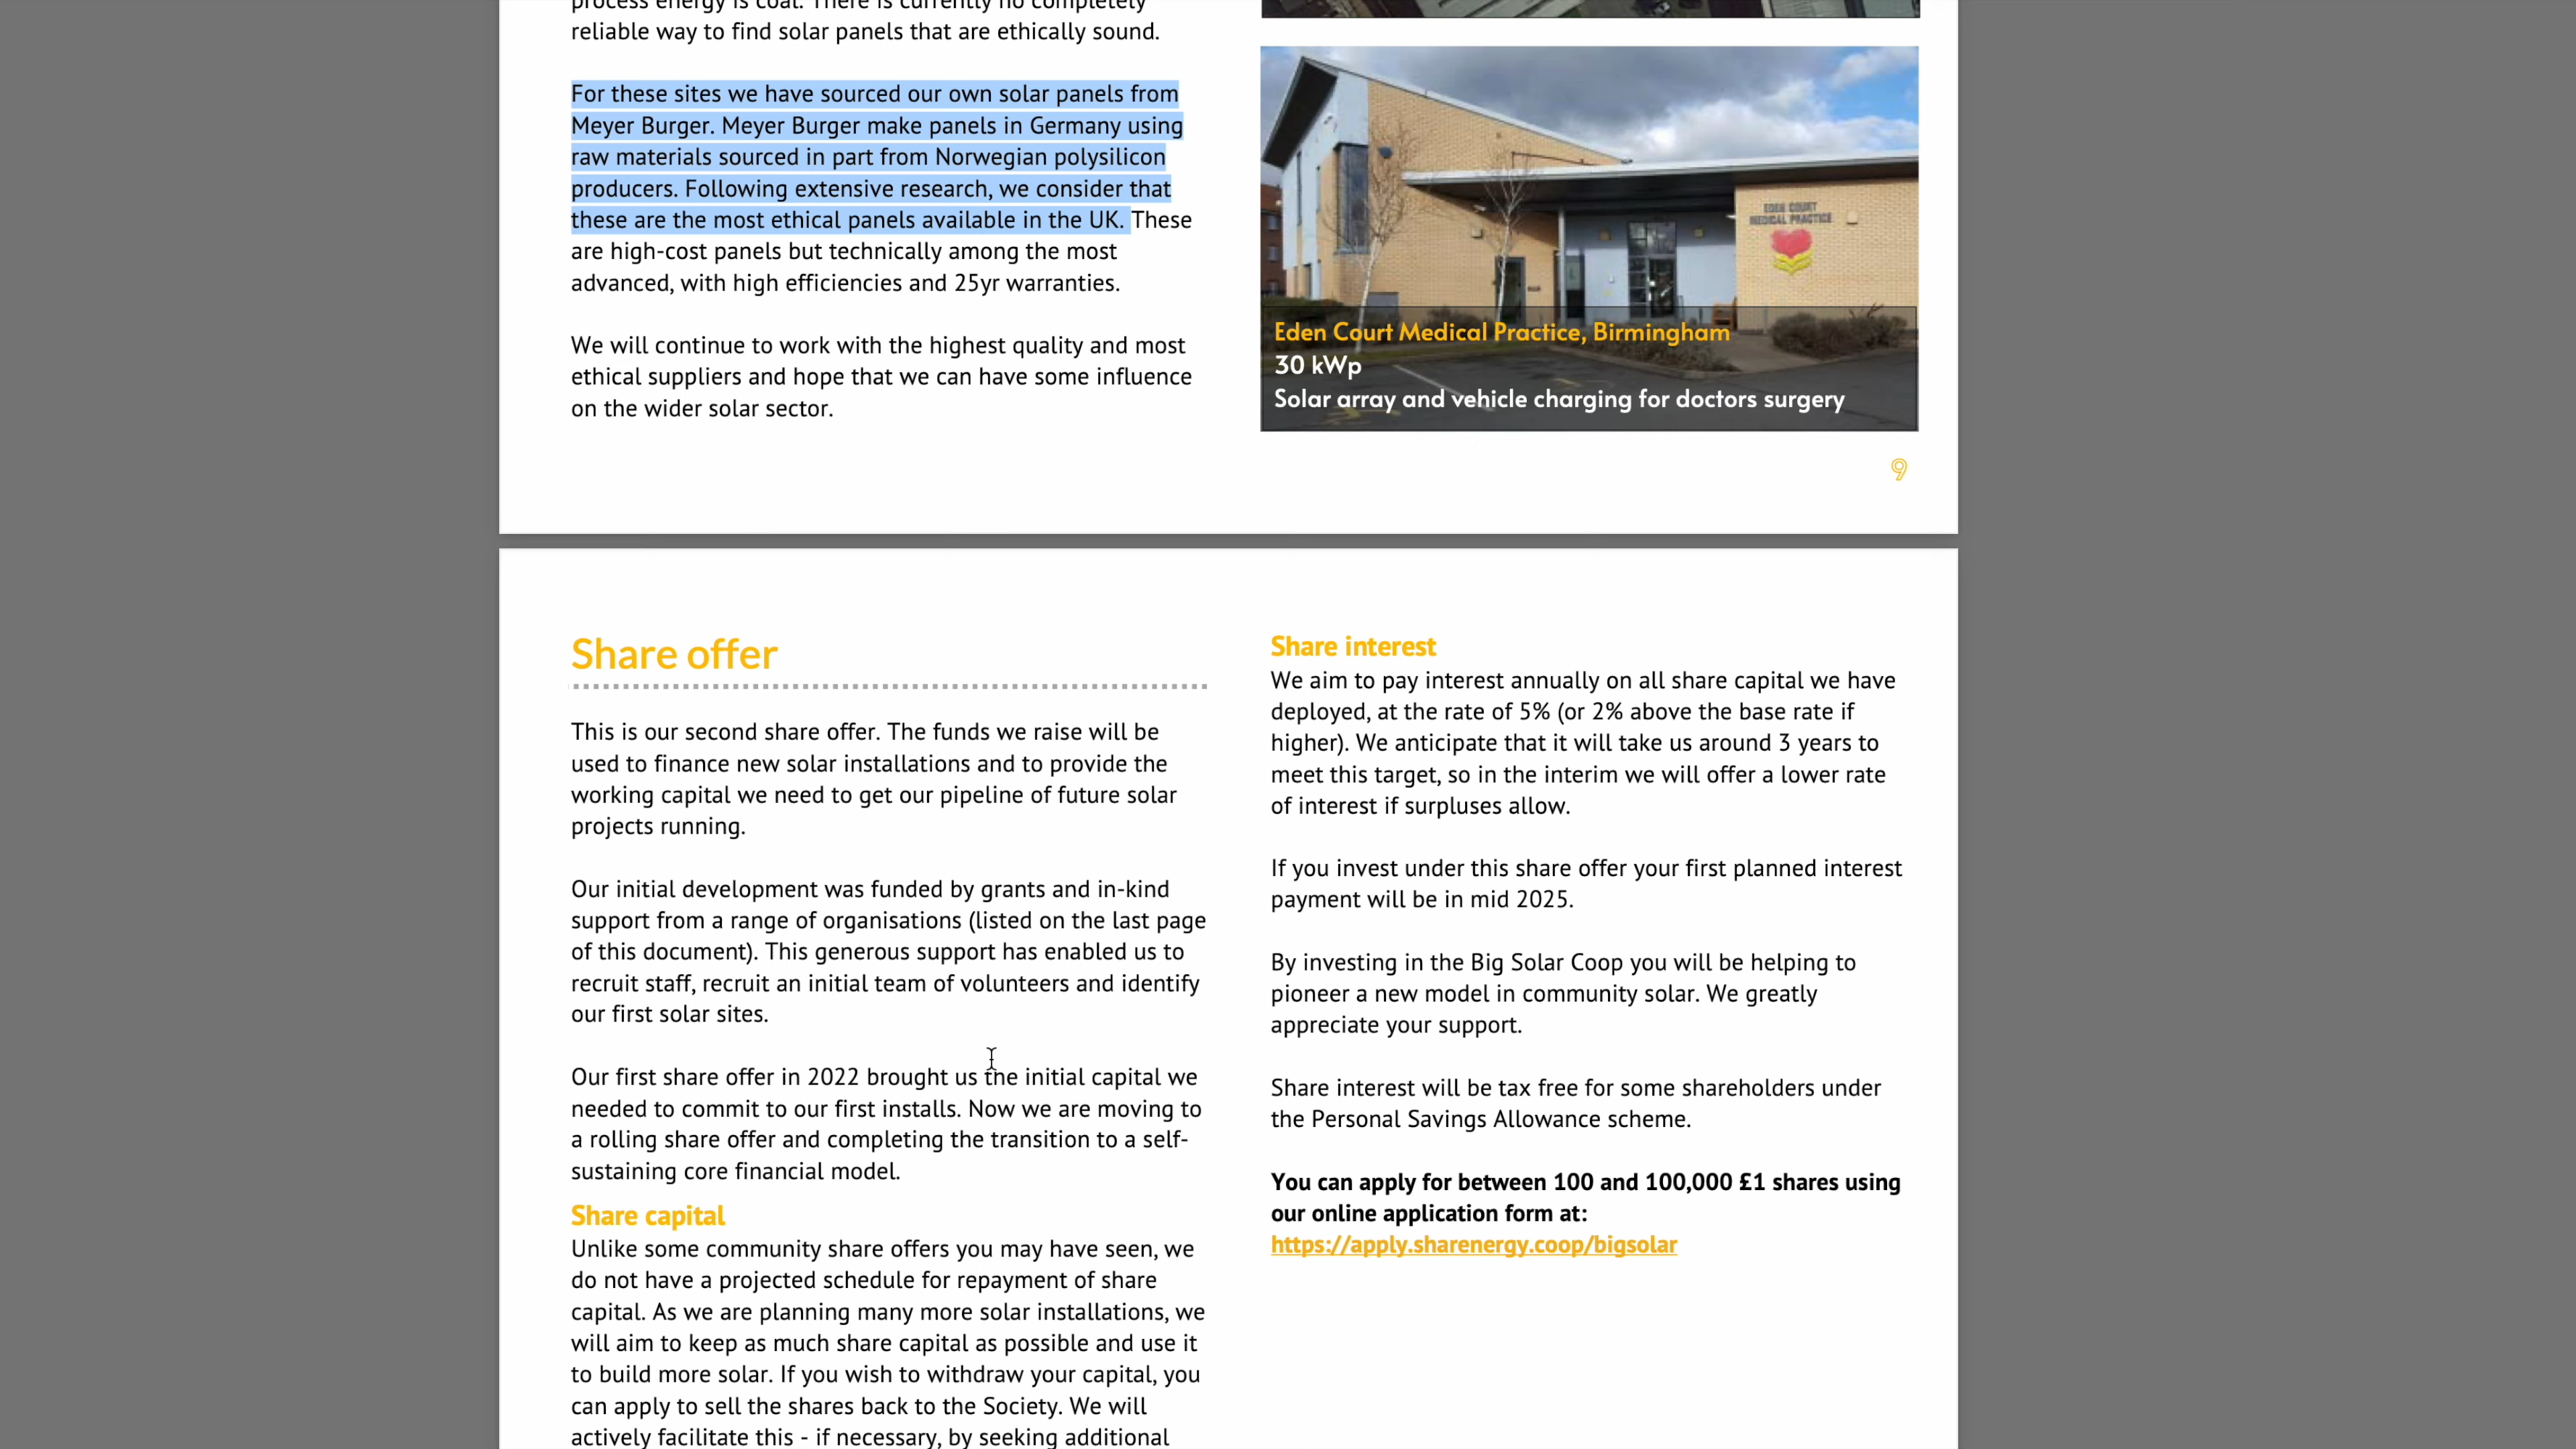 process energy is coal. There is currently no completely
reliable way to find solar panels that are ethically sound.
For these sites we have sourced our own solar panels from
Meyer Burger. Meyer Burger make panels in Germany using
raw materials sourced in part from Norwegian polysilicon
producers. Following extensive research, we consider that
these are the most ethical panels available in the UK. These
are high-cost panels but technically among the most
advanced, with high efficiencies and 25yr warranties.
We will continue to work with the highest quality and most
ethical suppliers and hope that we can have some influence
on the wider solar sector.
EDEN COURT
MEDICAL PRACTICE
Eden Court Medical Practice, Birmingham
30 kWp
Solar array and vehicle charging for doctors surgery
9
Share offer
This is our second share offer. The funds we raise will be
used to finance new solar installations and to provide the
working capital we need to get our pipeline of future solar
projects running.
Our initial development was funded by grants and in-kind
support from a range of organisations (listed on the last page
of this document). This generous support has enabled us to
recruit staff, recruit an initial team of volunteers and identify
our first solar sites.
Our first share offer in 2022 brought us the initial capital we
needed to commit to our first installs. Now we are moving to
a rolling share offer and completing the transition to a self-
sustaining core financial model.
Share capital
Unlike some community share offers you may have seen, we
do not have a projected schedule for repayment of share
capital. As we are planning many more solar installations, we
will aim to keep as much share capital as possible and use it
to build more solar. If you wish to withdraw your capital, you
can apply to sell the shares back to the Society. We will
actively facilitate this - if necessary, by seeking additional
Share interest
We aim to pay interest annually on all share capital we have
deployed, at the rate of 5% (or 2% above the base rate if
higher). We anticipate that it will take us around 3 years to
meet this target, so in the interim we will offer a lower rate
of interest if surpluses allow.
If you invest under this share offer your first planned interest
payment will be in mid 2025.
By investing in the Big Solar Coop you will be helping to
pioneer a new model in community solar. We greatly
appreciate your support.
Share interest will be tax free for some shareholders under
the Personal Savings Allowance scheme.
You can apply for between 100 and 100,000 £1 shares using
our online application form at:
https://apply.sharenergy.coop/bigsolar